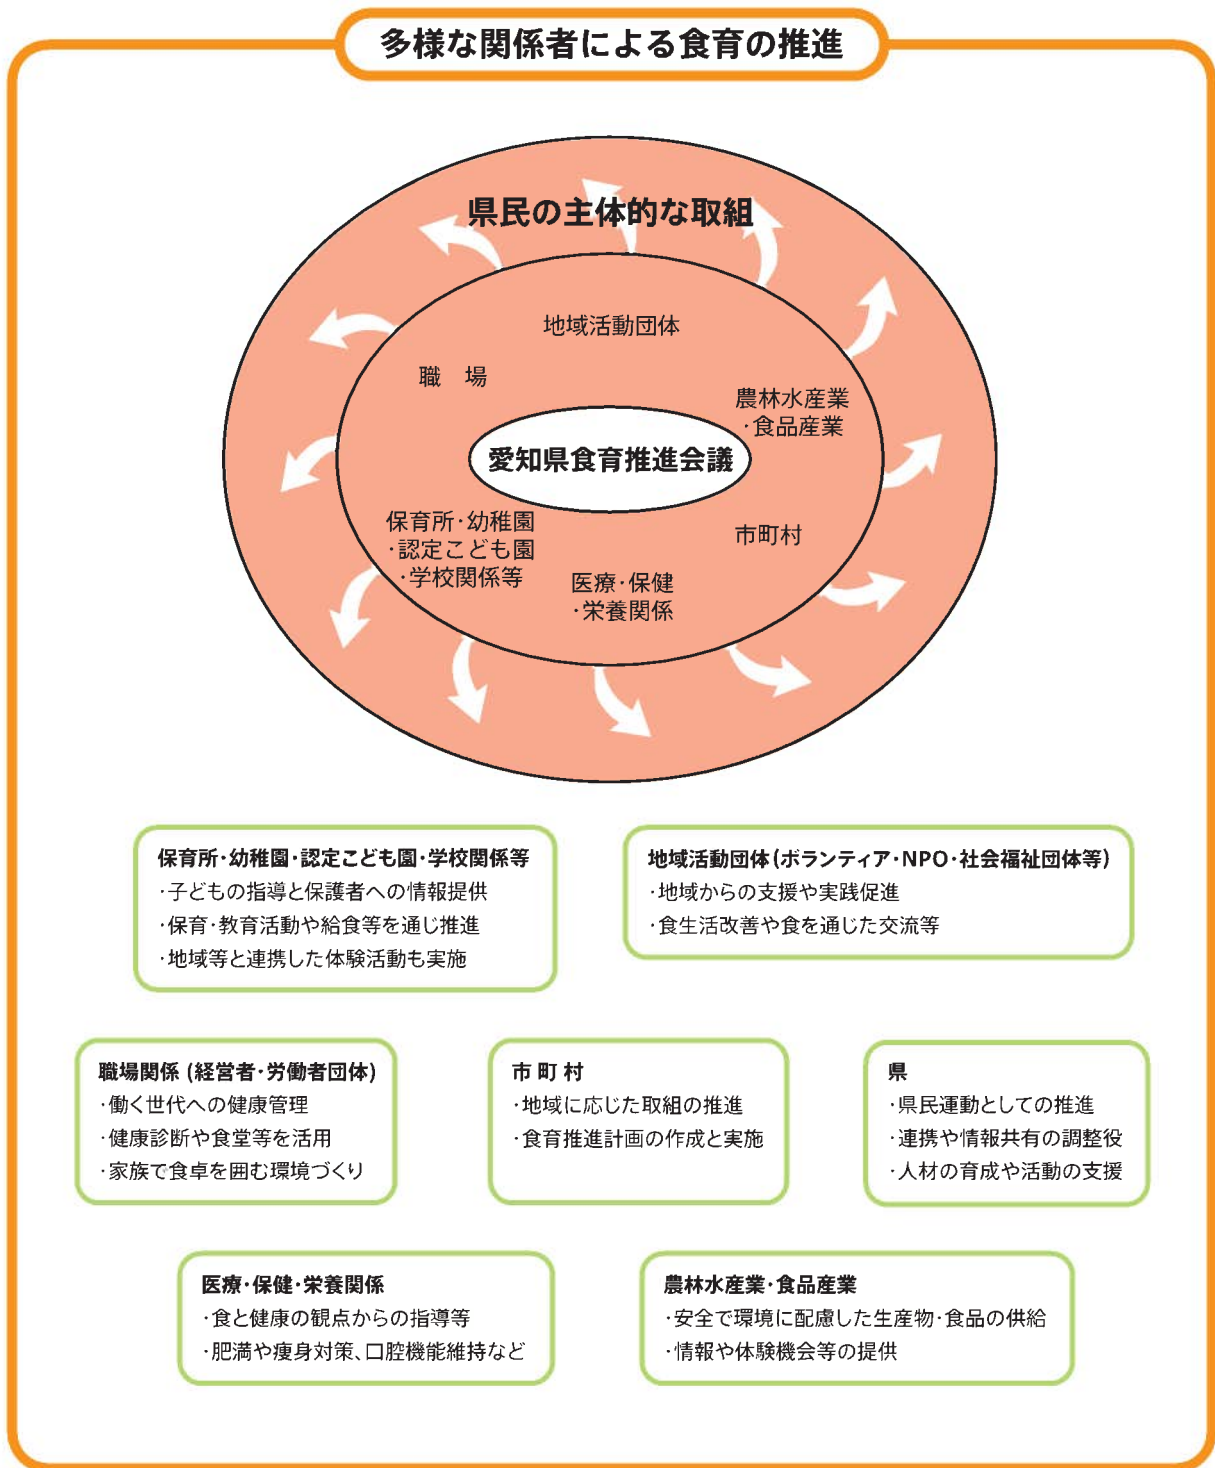 多様な関係者による食育の推進
県民の主体的な取組
地域活動団体
職　場
農林水産業
・食品産業
愛知県食育推進会議
保育所・幼稚園
・認定こども園
・学校関係等
市町村
医療・保健
・栄養関係
保育所・幼稚園・認定こども園・学校関係等
・子どもの指導と保護者への情報提供
・保育・教育活動や給食等を通じ推進
・地域等と連携した体験活動も実施
地域活動団体(ボランティア・NPO・社会福祉団体等)
・地域からの支援や実践促進
・食生活改善や食を通じた交流等
職場関係 (経営者・労働者団体)
・働く世代への健康管理
・健康診断や食堂等を活用
・家族で食卓を囲む環境づくり
市 町 村
・地域に応じた取組の推進
・食育推進計画の作成と実施
県
・県民運動としての推進
・連携や情報共有の調整役
・人材の育成や活動の支援
医療・保健・栄養関係
・食と健康の観点からの指導等
・肥満や痩身対策、口腔機能維持など
農林水産業・食品産業
・安全で環境に配慮した生産物・食品の供給
・情報や体験機会等の提供